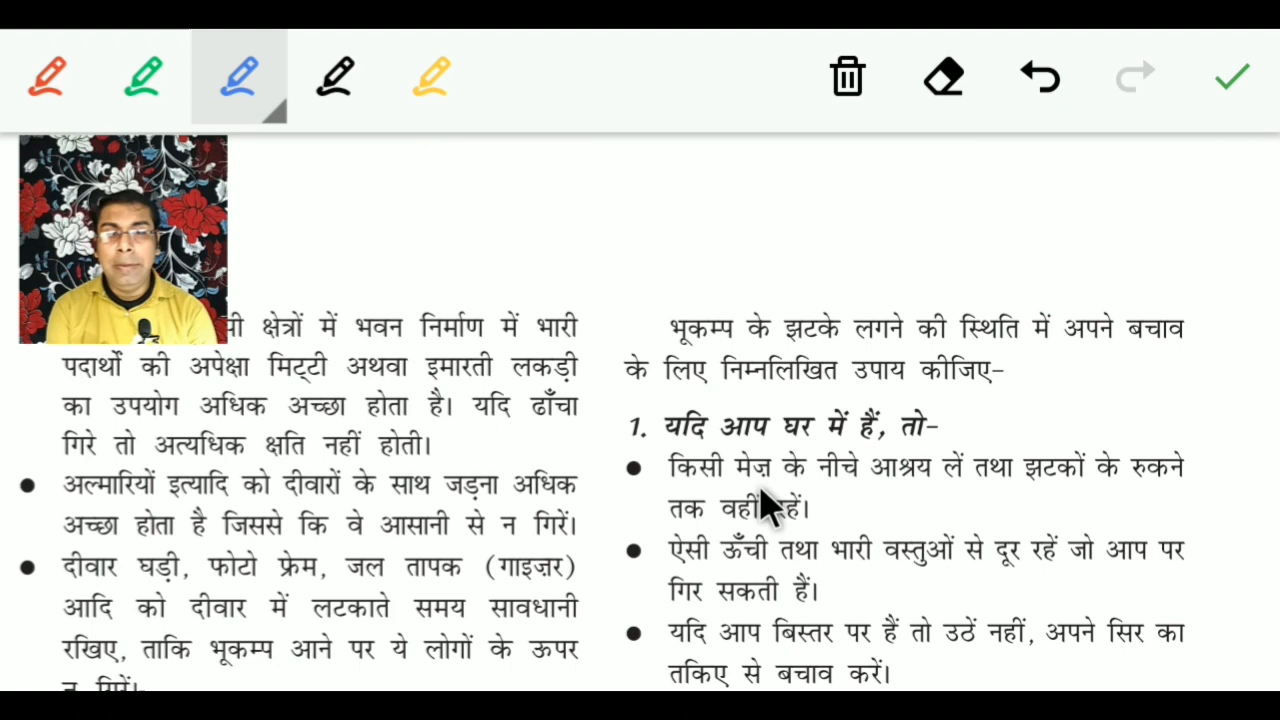 क्षेत्रों में भवन निर्माण में भारी
पदार्थों की अपेक्षा मिट्टी अथवा इमारती लकड़ी
का उपयोग अधिक अच्छा होता है। यदि ढाँचा
गिरे तो अत्यधिक क्षति नहीं होती।
● अल्मारियों इत्यादि को दीवारों के साथ जड़ना अधिक
अच्छा होता है जिससे कि वे आसानी से न गिरें।
● दीवार घड़ी, फोटो फ्रेम, जल तापक (गाइज़र)
आदि को दीवार में लटकाते समय सावधानी
रखिए, ताकि भूकम्प आने पर ये लोगों के ऊपर
भूकम्प के झटके लगने की स्थिति में अपने बचाव
के लिए निम्नलिखित उपाय कीजिए–
1. यदि आप घर में हैं, तो–
● किसी मेज़ के नीचे आश्रय लें तथा झटकों के रुकने
तक वहीं रहें।
● ऐसी ऊँची तथा भारी वस्तुओं से दूर रहें जो आप पर
गिर सकती हैं।
● यदि आप बिस्तर पर हैं तो उठें नहीं, अपने सिर का
तकिए से बचाव करें।